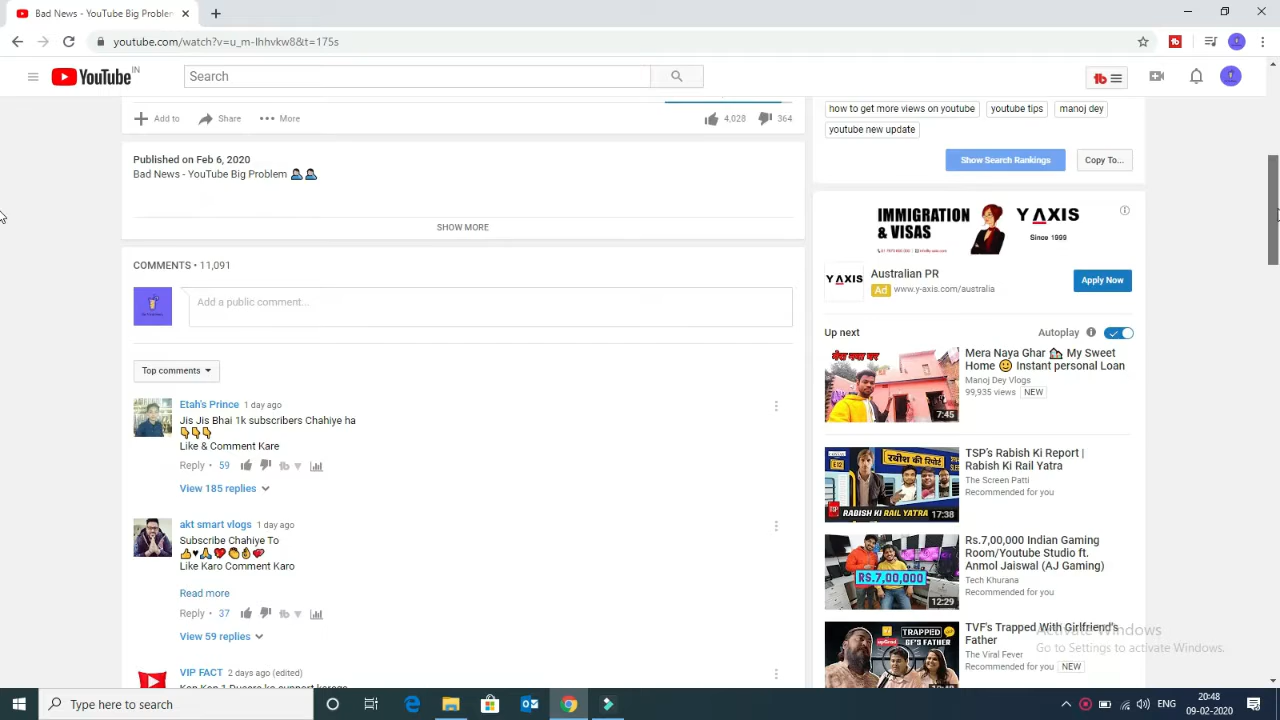 Bad News - YouTube Big Problem
youtube.com/watch?v=u_m-Ihhvkw8&t=175s
YouTube IN
Search
Add to
Share
More
4,028
364
Published on Feb 6, 2020
Bad News - YouTube Big Problem
SHOW MORE
COMMENTS • 11,091
Add a public comment...
Top comments
Etah's Prince 1 day ago
Jis Jis Bhai 1k subscribers Chahiye ha
👇👇👇
Like & Comment Kare
Reply • 59
View 185 replies
akt smart vlogs 1 day ago
Subscribe Chahiye To
Like Karo Comment Karo
Read more
Reply • 37
View 59 replies
VIP FACT 2 days ago (edited)
how to get more views on youtube
youtube tips
manoj dey
youtube new update
Show Search Rankings
Copy To...
IMMIGRATION
& VISAS
Y AXIS
Since 1999
Y AXIS
Australian PR
Ad www.y-axis.com/australia
Apply Now
Up next
Autoplay
मेरा नया घर
7:45
Mera Naya Ghar 🏠 My Sweet
Home 😊 Instant personal Loan
Manoj Dey Vlogs
99,935 views NEW
E12
रबीश की रिपोर्ट
RABISH KI RAIL YATRA
17:38
TSP's Rabish Ki Report |
Rabish Ki Rail Yatra
The Screen Patti
Recommended for you
RS.7,00,000
12:29
Rs.7,00,000 Indian Gaming
Room/Youtube Studio ft.
Anmol Jaiswal (AJ Gaming)
Tech Khurana
Recommended for you
TRAPPED
GF'S FATHER
TVF's Trapped With Girlfriend's
Father
The Viral Fever
Recommended for you NEW
Activate Windows
Go to Settings to activate Windows.
Type here to search
ENG
20:48
09-02-2020